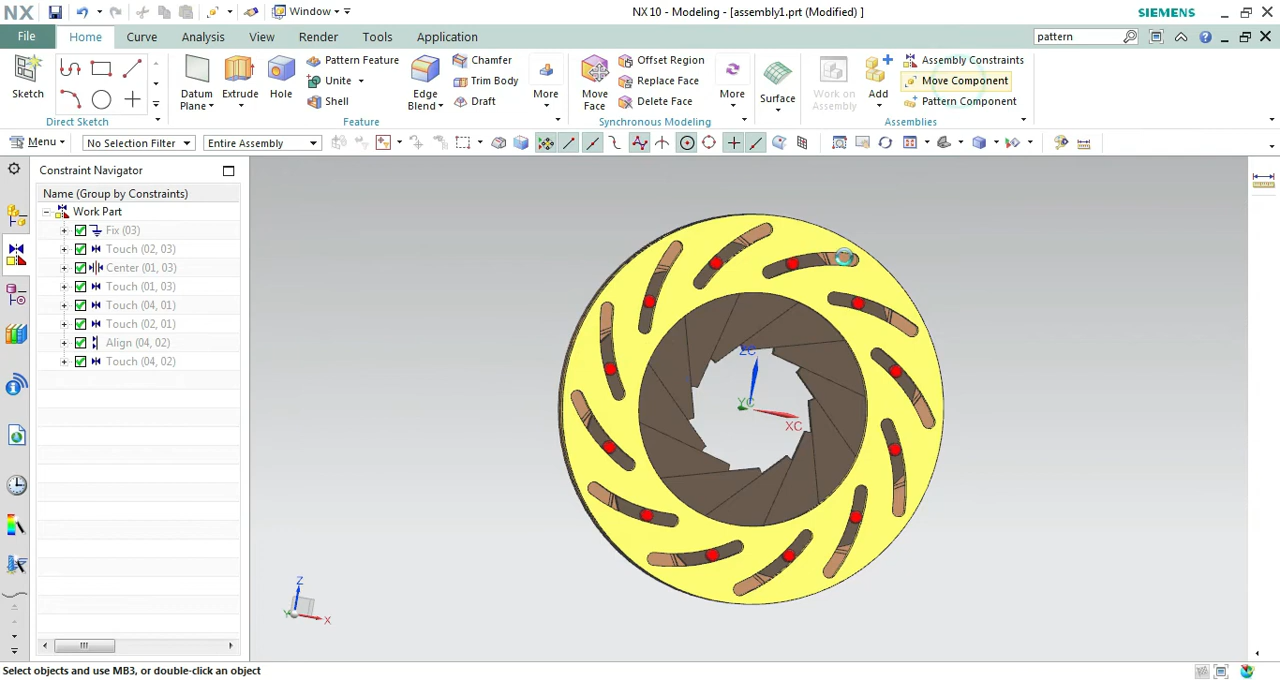 NX
Window
NX 10 - Modeling - [assembly1.prt (Modified) ]
SIEMENS
File
Home
Curve
Analysis
View
Render
Tools
Application
pattern
Sketch
Direct Sketch
Datum Plane
Extrude
Hole
Pattern Feature
Unite
Shell
Edge Blend
Chamfer
Trim Body
Draft
More
Feature
Move Face
Offset Region
Replace Face
Delete Face
More
Synchronous Modeling
Surface
Work on Assembly
Add
Assembly Constraints
Move Component
Pattern Component
Assemblies
Menu
No Selection Filter
Entire Assembly
Constraint Navigator
Name (Group by Constraints)
Work Part
Fix (03)
Touch (02, 03)
Center (01, 03)
Touch (01, 03)
Touch (04, 01)
Touch (02, 01)
Align (04, 02)
Touch (04, 02)
ZC
YC
XC
Z
Y
X
Select objects and use MB3, or double-click an object